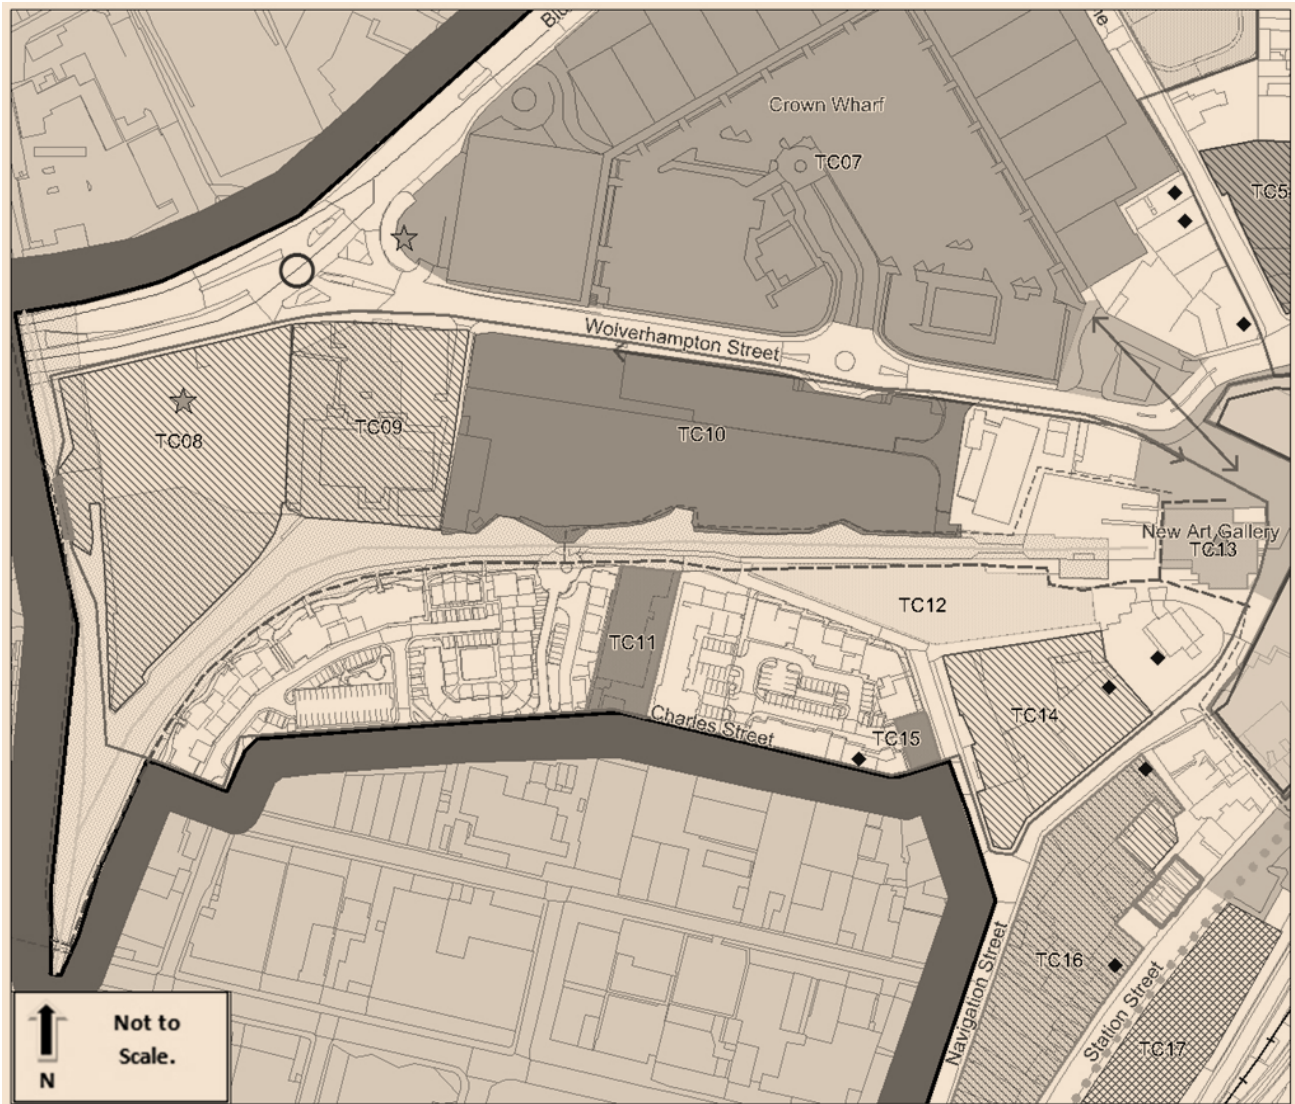 Crown Wharf
TC07
TC5
Wolverhampton Street
TC08
TC09
TC10
New Art Gallery
TC13
TC12
TC11
Charles Street
TC15
TC14
TC16
Navigation Street
Station Street
TC17
Not to
Scale.
N